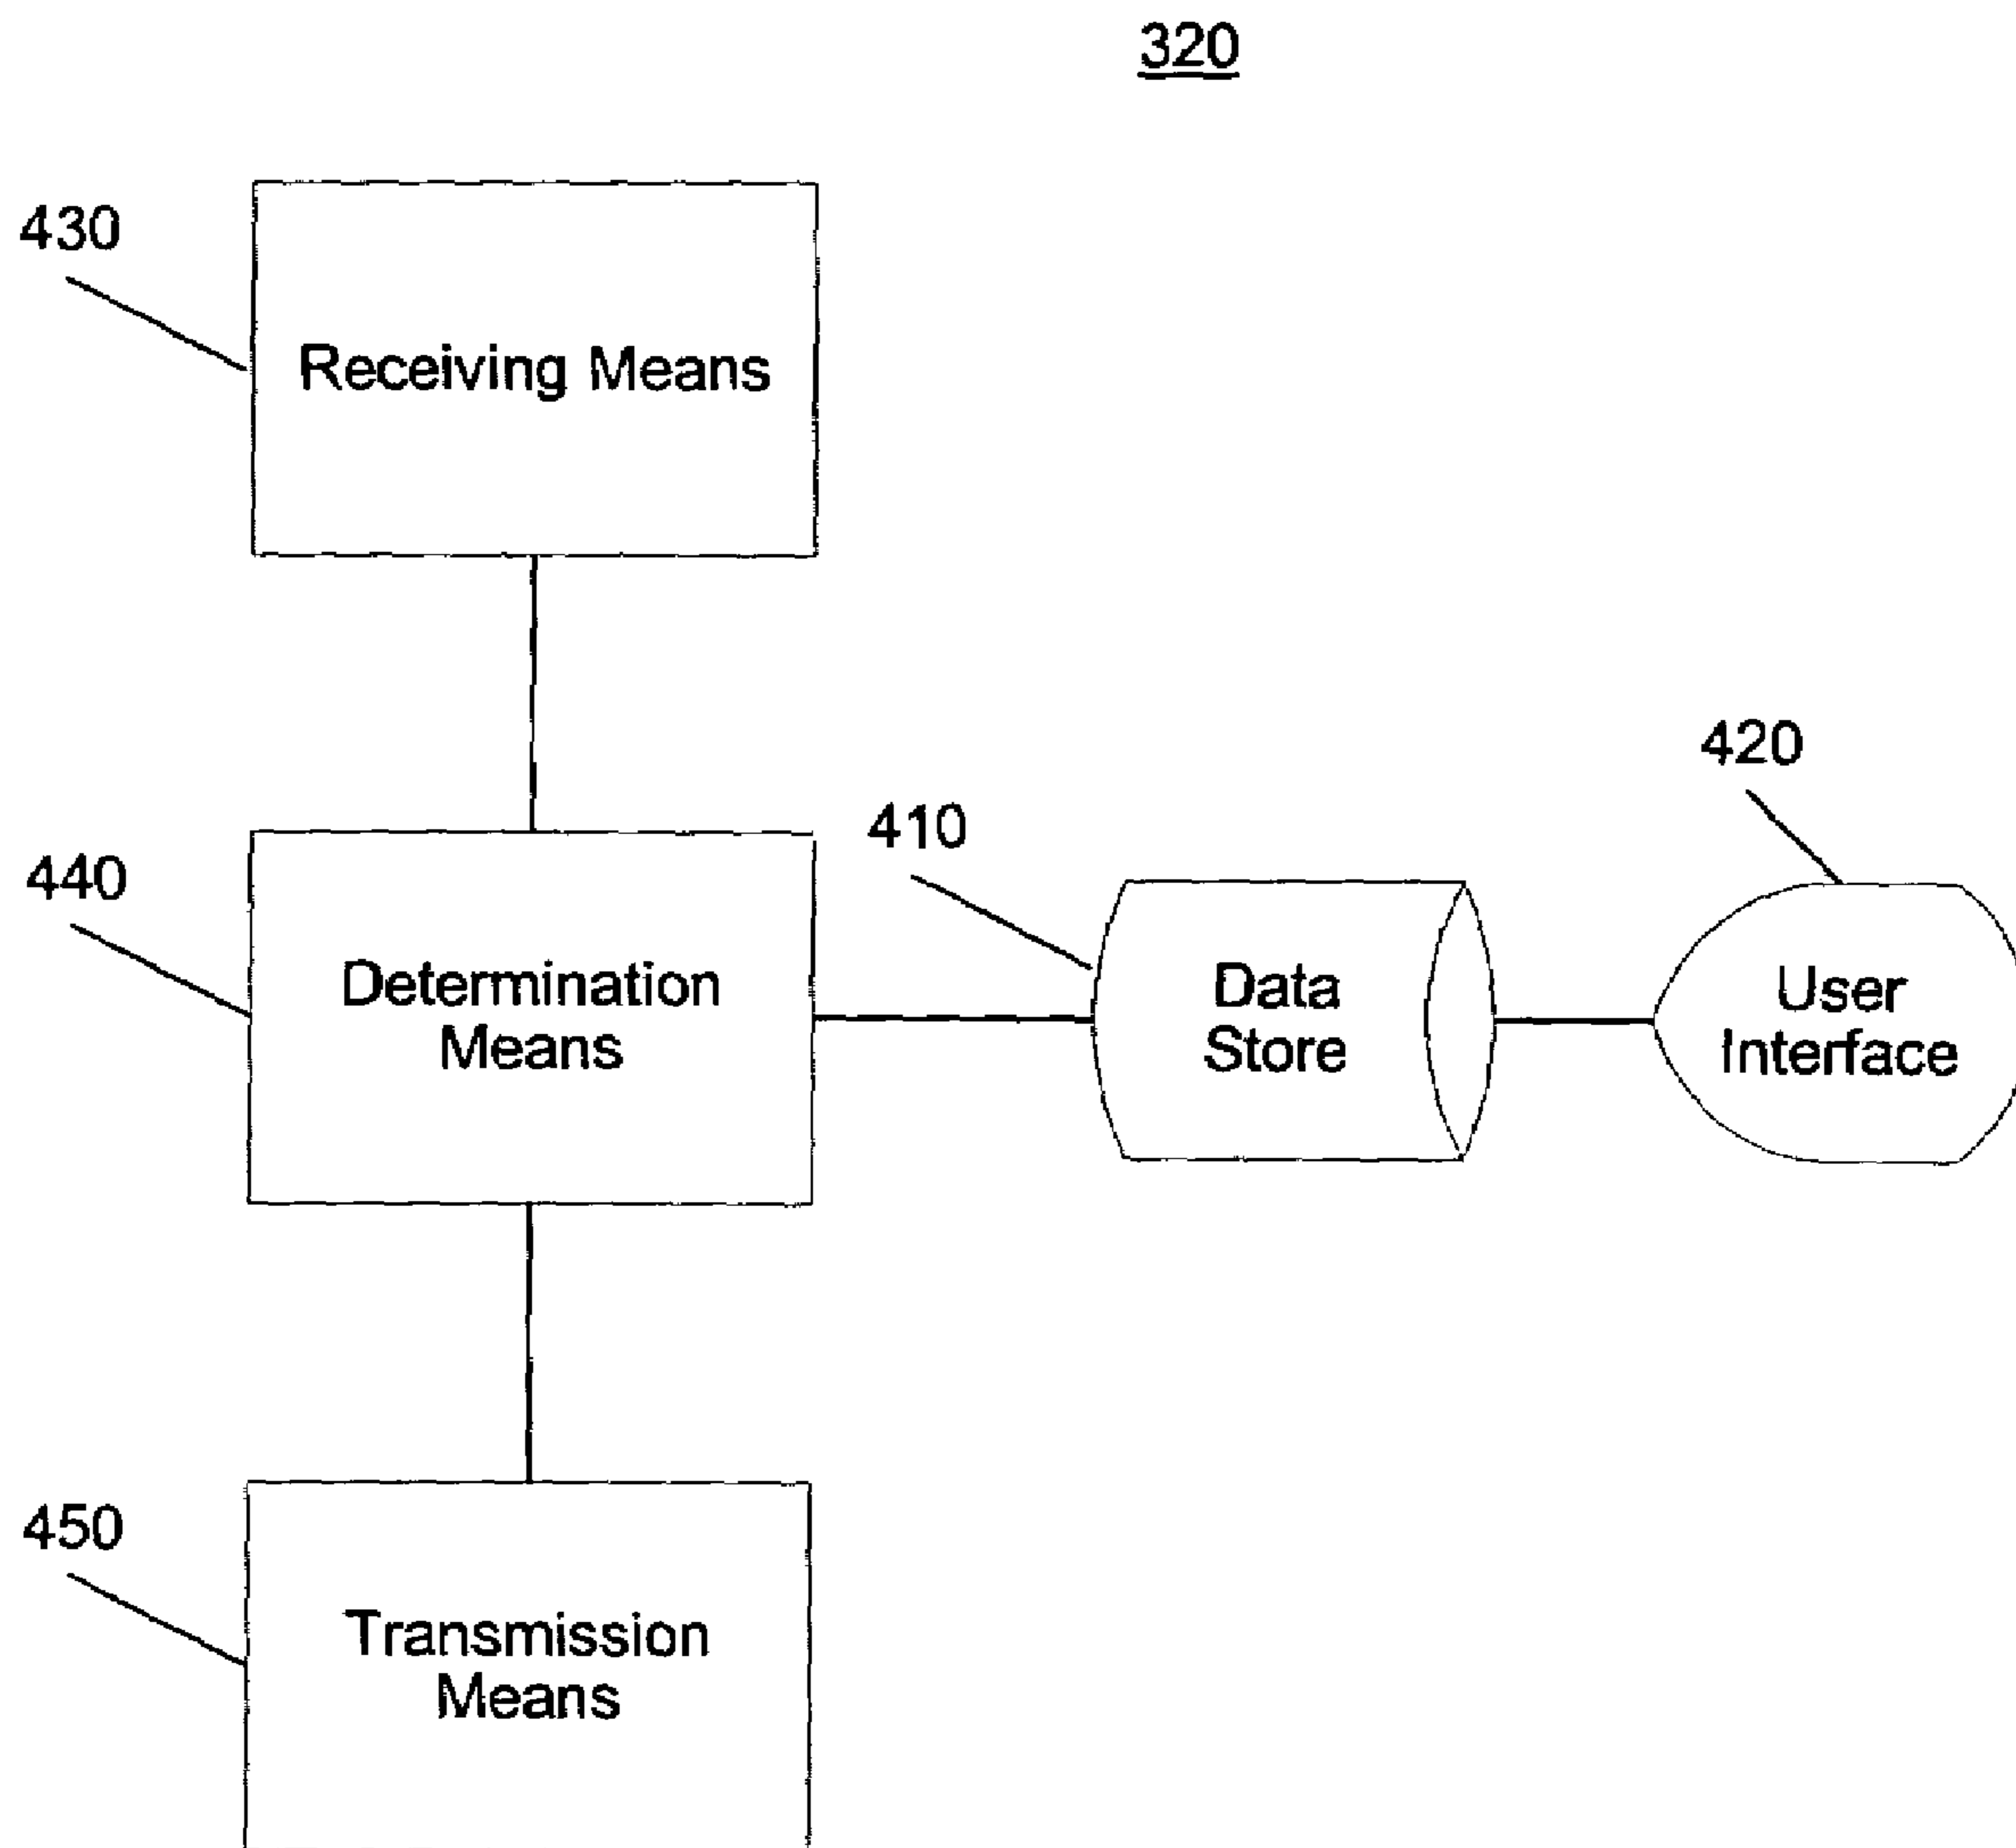 320
430
Receiving Means
420
410
440
Determination
Means
Data
Store
User
Interface
450
Transmission
Means